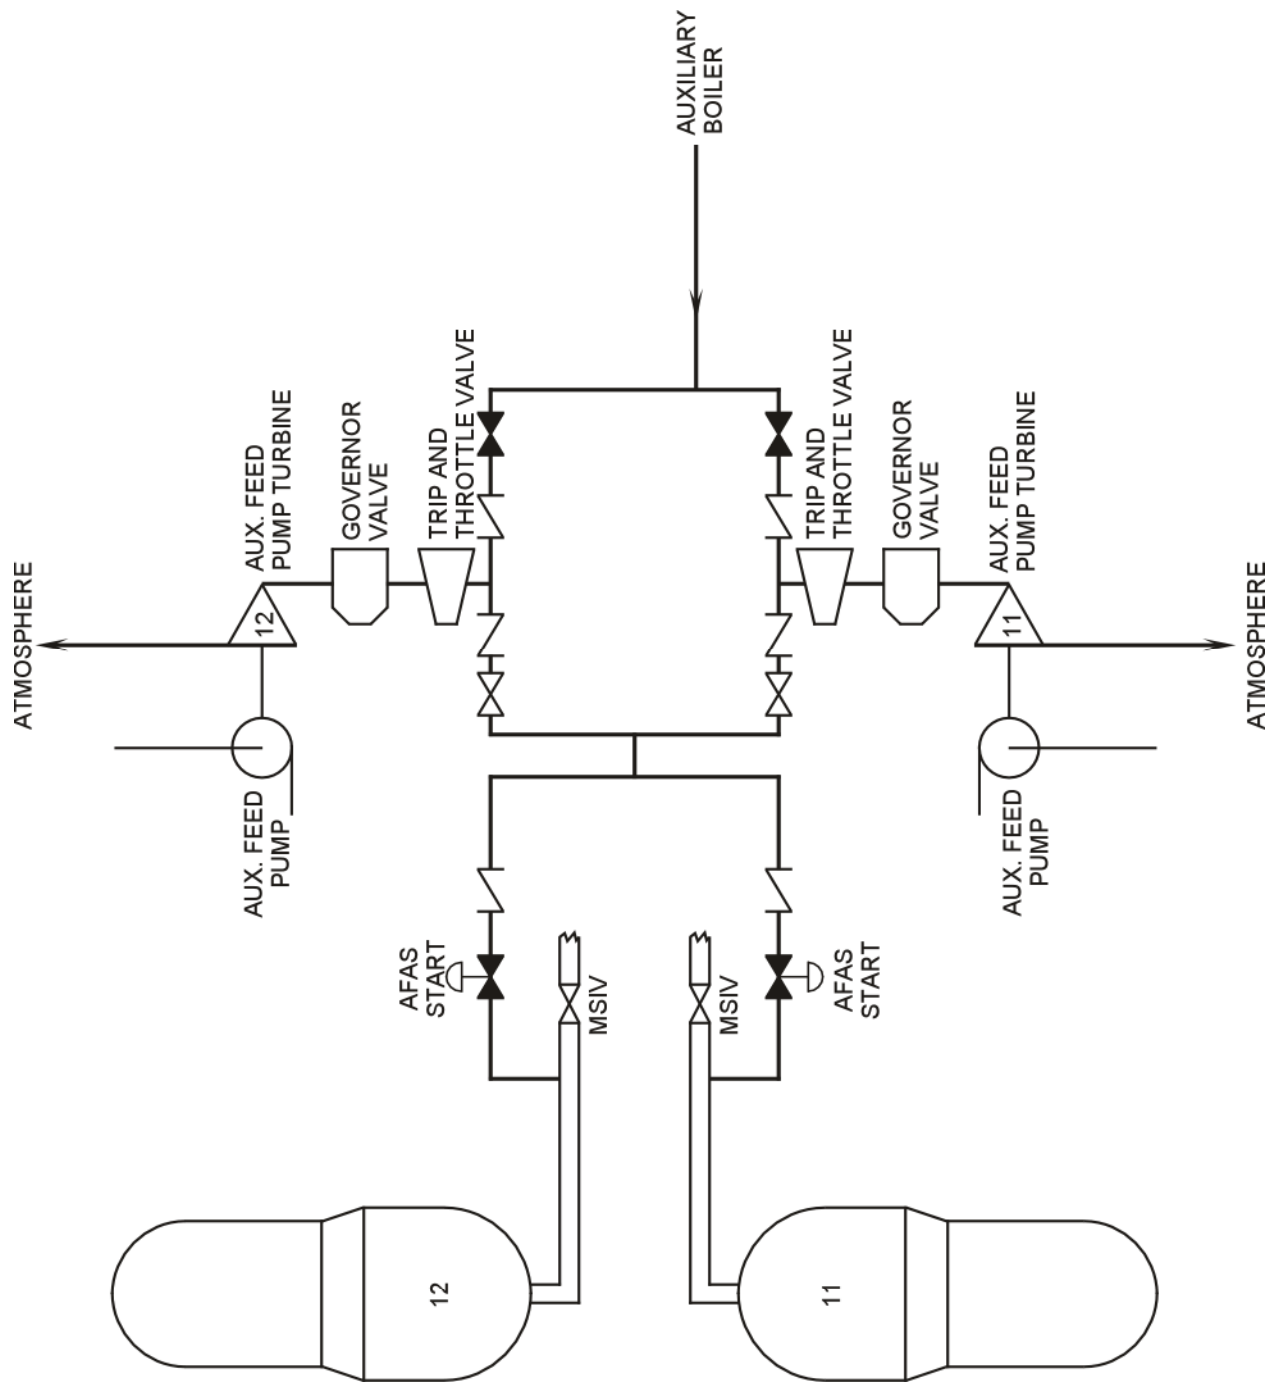 ATMOSPHERE
12
AUX. FEED
PUMP TURBINE
AUX. FEED
PUMP
GOVERNOR
VALVE
TRIP AND
THROTTLE VALVE
AUXILIARY
BOILER
AFAS
START
MSIV
12
MSIV
AFAS
START
11
TRIP AND
THROTTLE VALVE
GOVERNOR
VALVE
AUX. FEED
PUMP TURBINE
11
AUX. FEED
PUMP
ATMOSPHERE